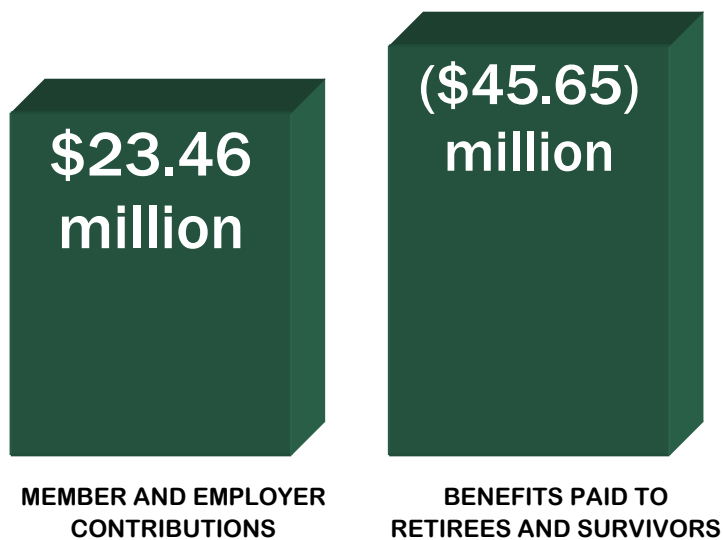 $23.46
million
MEMBER AND EMPLOYER
CONTRIBUTIONS
($45.65)
million
BENEFITS PAID TO
RETIREES AND SURVIVORS